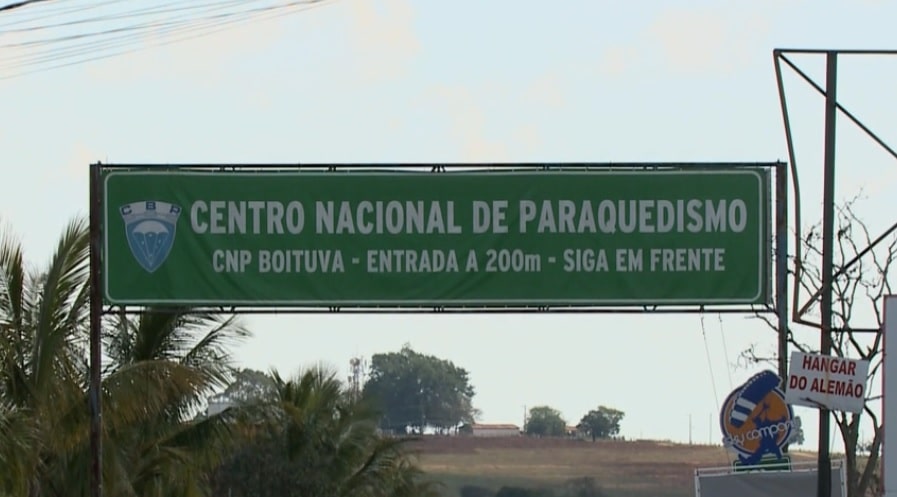 CENTRO NACIONAL DE PARAQUEDISMO
CNP BOITUVA - ENTRADA A 200m - SIGA EM FRENTE
HANGAR
DO ALEMÃO